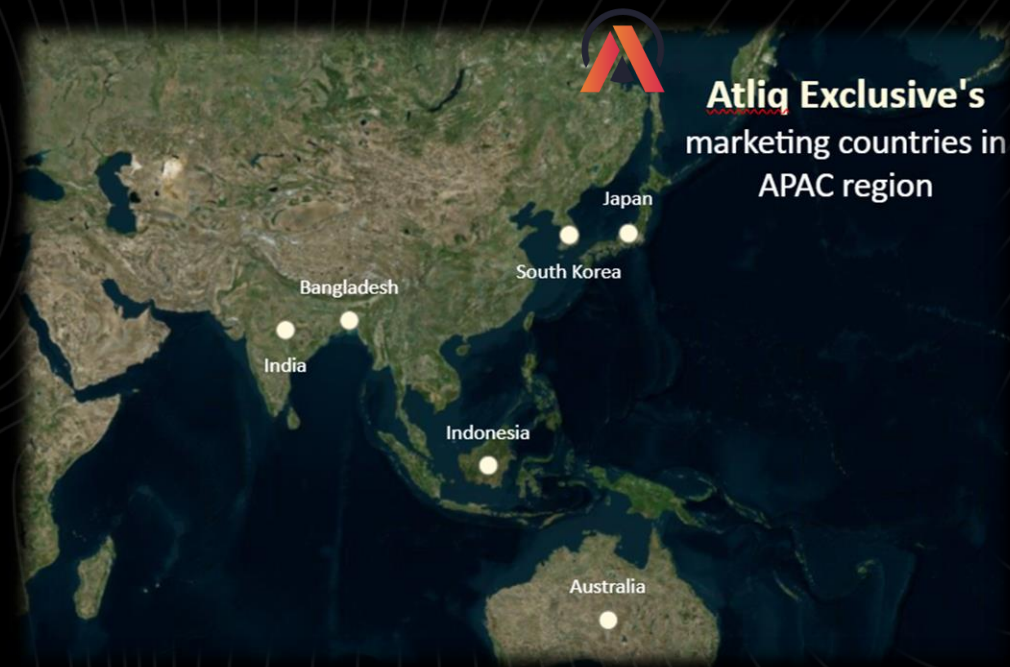 Atliq Exclusive's
marketing countries in
APAC region
Japan
South Korea
Bangladesh
India
Indonesia
Australia